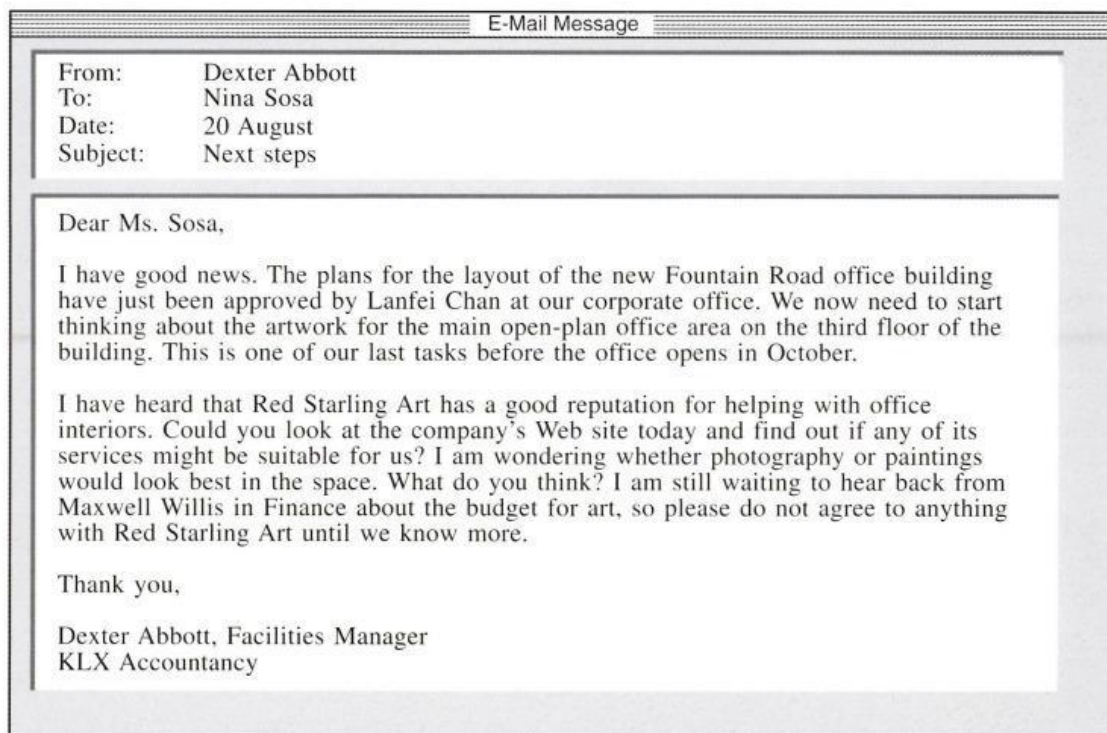 E-Mail Message
From: Dexter Abbott
To: Nina Sosa
Date: 20 August
Subject: Next steps
Dear Ms. Sosa,
I have good news. The plans for the layout of the new Fountain Road office building
have just been approved by Lanfei Chan at our corporate office. We now need to start
thinking about the artwork for the main open-plan office area on the third floor of the
building. This is one of our last tasks before the office opens in October.
I have heard that Red Starling Art has a good reputation for helping with office
interiors. Could you look at the company's Web site today and find out if any of its
services might be suitable for us? I am wondering whether photography or paintings
would look best in the space. What do you think? I am still waiting to hear back from
Maxwell Willis in Finance about the budget for art, so please do not agree to anything
with Red Starling Art until we know more.
Thank you,
Dexter Abbott, Facilities Manager
KLX Accountancy